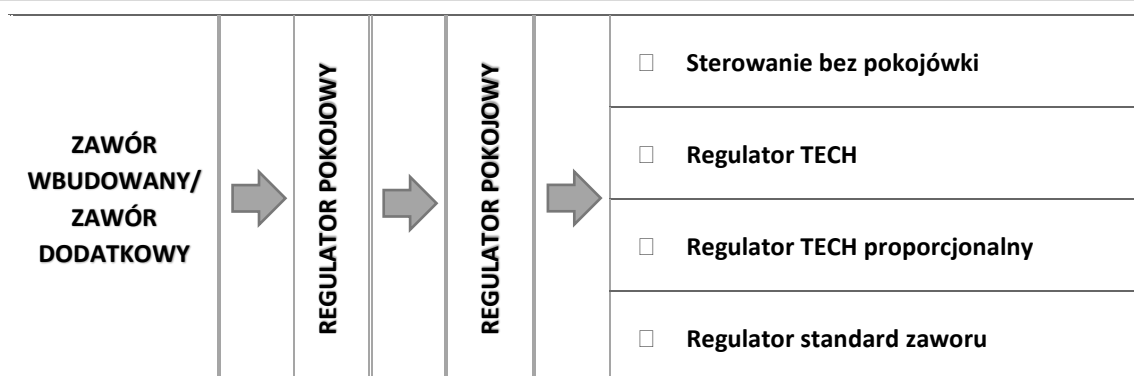 ZAWÓR
WBUDOWANY/
ZAWÓR
DODATKOWY
REGULATOR POKOJOWY
REGULATOR POKOJOWY
Sterowanie bez pokojówki
Regulator TECH
Regulator TECH proporcjonalny
Regulator standard zaworu